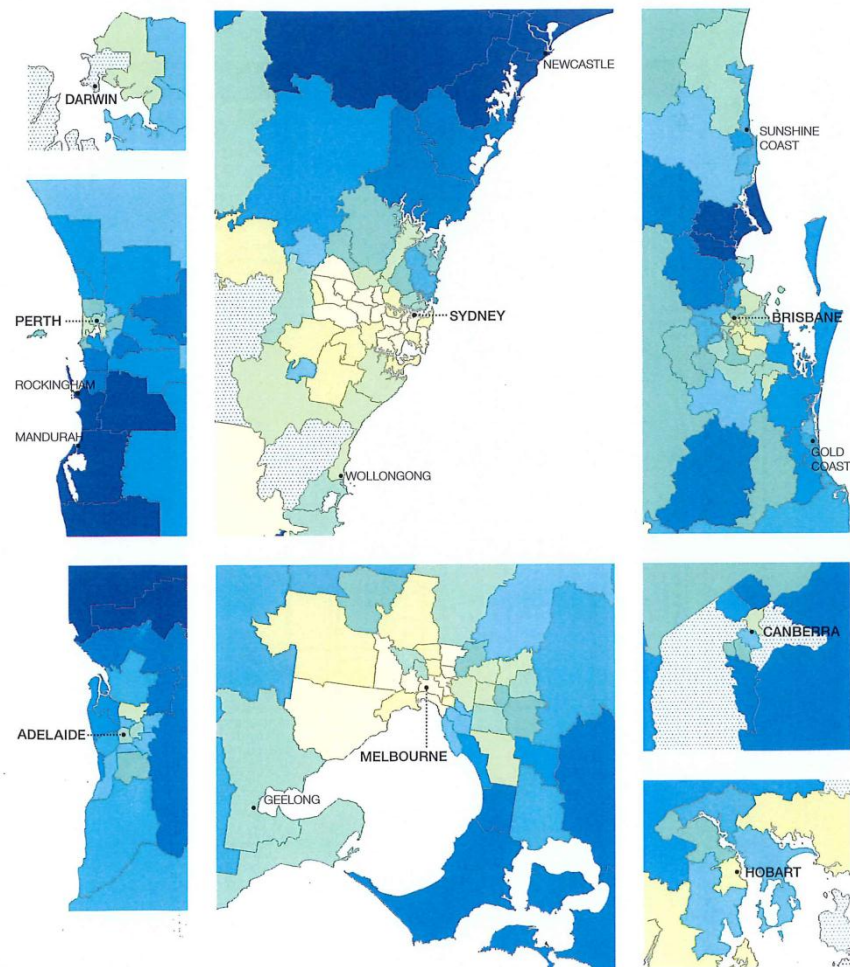 DARWIN
NEWCASTLE
SUNSHINE
COAST
PERTH
SYDNEY
BRISBANE
ROCKINGHAM
MANDURAH
GOLD
COAST
WOLLONGONG
CANBERRA
ADELAIDE
MELBOURNE
GEELONG
HOBART